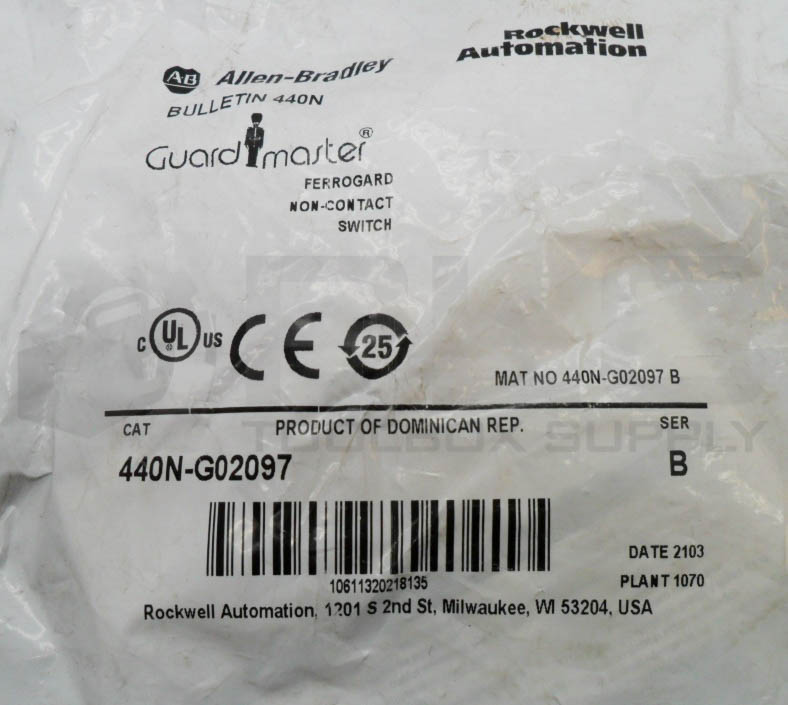 Rockwell
Automation
AB Allen-Bradley
BULLETIN 440N
Guardmaster®
FERROGARD
NON-CONTACT
SWITCH
C UL® US CE 25
MAT NO 440N-G02097 B
CAT PRODUCT OF DOMINICAN REP. SER
440N-G02097 B
TOOLBOX SUPPLY
DATE 2103
10611320218135 PLANT 1070
Rockwell Automation, 1201 S 2nd St, Milwaukee, WI 53204, USA